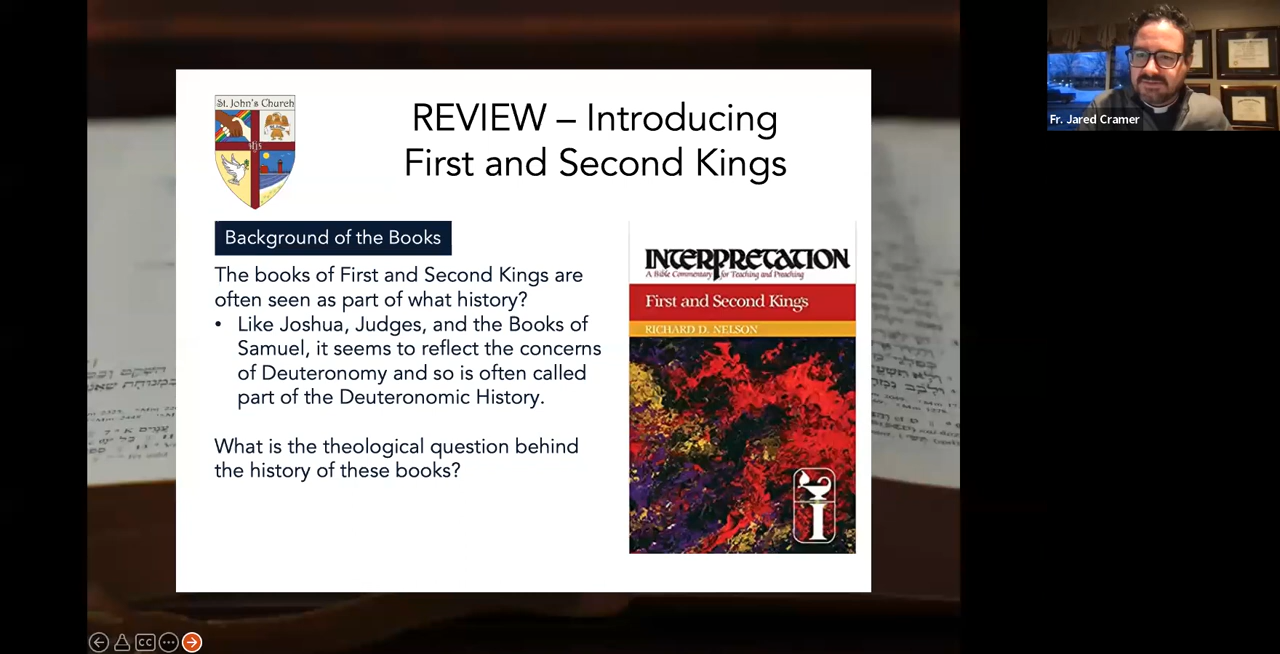 St. John's Church
REVIEW – Introducing
First and Second Kings
Background of the Books
The books of First and Second Kings are
often seen as part of what history?
• Like Joshua, Judges, and the Books of
Samuel, it seems to reflect the concerns
of Deuteronomy and so is often called
part of the Deuteronomic History.
What is the theological question behind
the history of these books?
INTERPRETATION
A Bible Commentary for Teaching and Preaching
First and Second Kings
RICHARD D. NELSON
Fr. Jared Cramer
CC